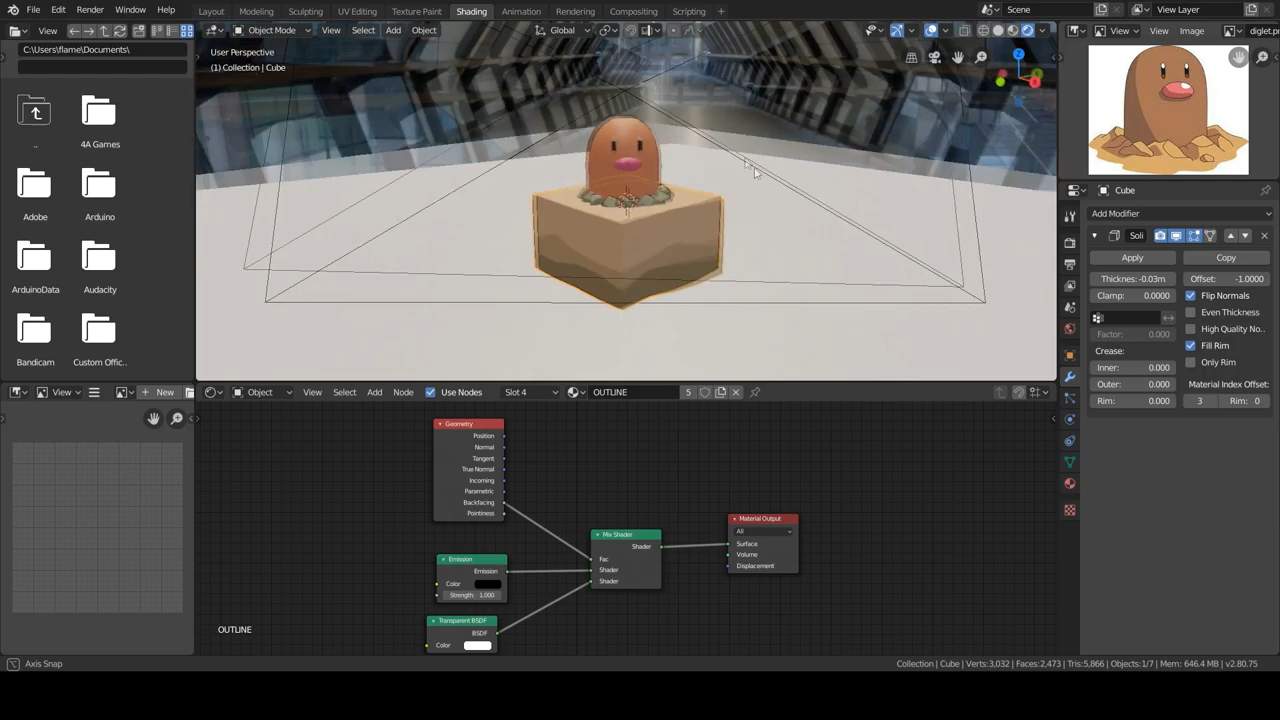 File Edit Render Window Help Layout Modeling Sculpting UV Editing Texture Paint Shading Animation Rendering Compositing Scripting + Scene View Layer
View Object Mode View Select Add Object Global View View Image diglet.pr
C:\Users\flame\Documents\
User Perspective
(1) Collection | Cube
..
4A Games
Adobe
Arduino
ArduinoData
Audacity
Bandicam
Custom Offic...
Cube
Add Modifier
Soli
Apply Copy
Thicknes:-0.03m Offset: -1.0000
Clamp: 0.0000 Flip Normals
Even Thickness
Factor: 0.000 High Quality No...
Crease: Fill Rim
Inner: 0.000 Only Rim
Outer: 0.000 Material Index Offset:
Rim: 0.000 3 Rim: 0
View New Object View Select Add Node Use Nodes Slot 4 OUTLINE 5
Geometry
Position
Normal
Tangent
True Normal
Incoming
Parametric
Backfacing
Pointiness
Emission
Emission
Color
Strength: 1.000
Transparent BSDF
BSDF
Color
Mix Shader
Shader
Fac
Shader
Shader
Material Output
All
Surface
Volume
Displacement
OUTLINE
Axis Snap Collection | Cube | Verts:3,032 | Faces:2,473 | Tris:5,866 | Objects:1/7 | Mem: 646.4 MB | v2.80.75